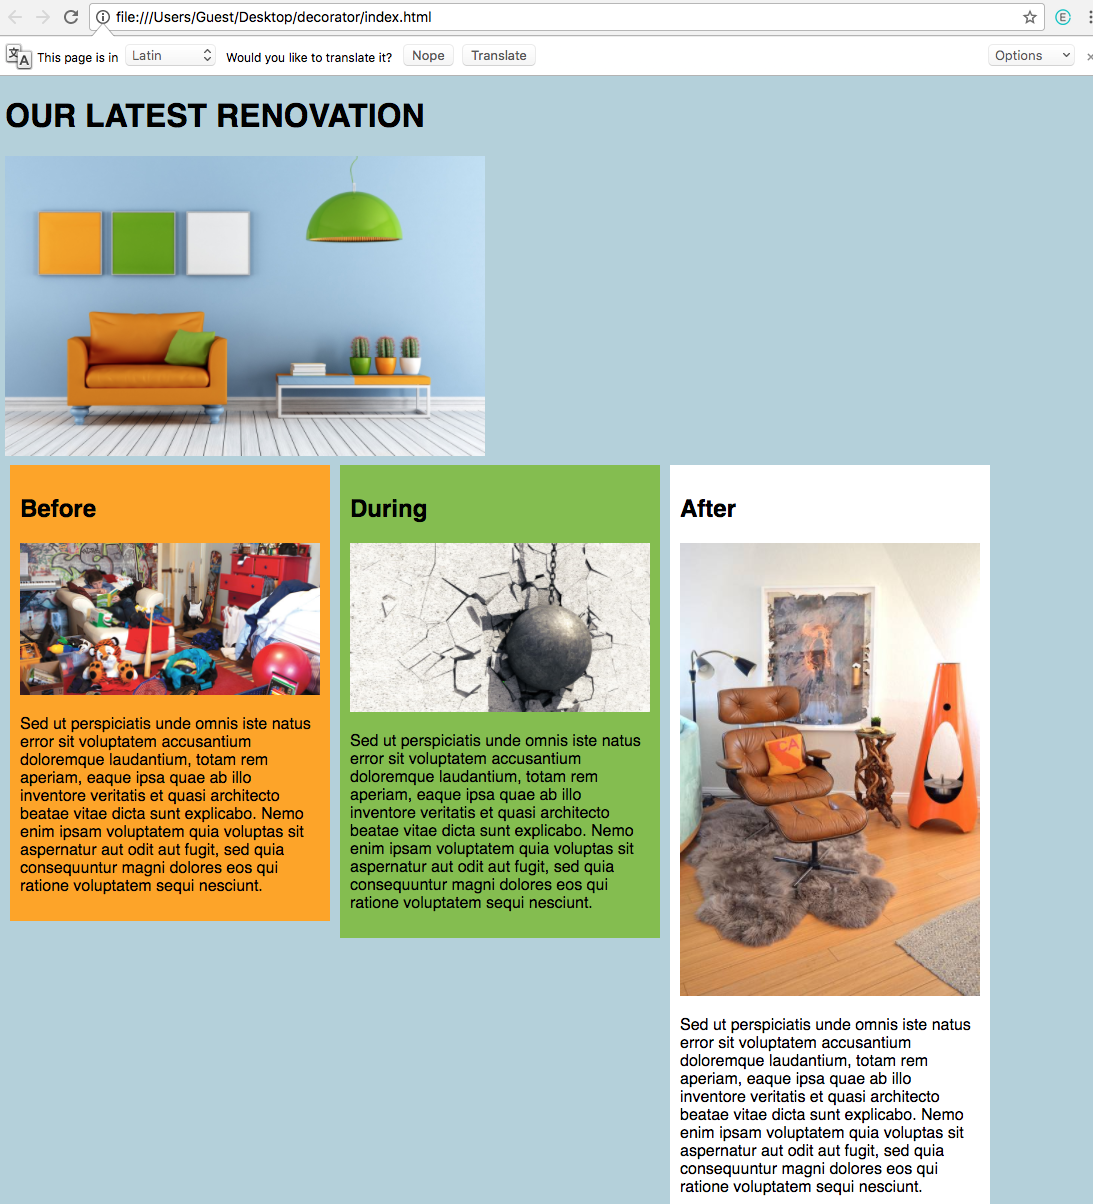 file:///Users/Guest/Desktop/decorator/index.html
E
This page is in Latin Would you like to translate it? Nope Translate Options
OUR LATEST RENOVATION
Before
Sed ut perspiciatis unde omnis iste natus
error sit voluptatem accusantium
doloremque laudantium, totam rem
aperiam, eaque ipsa quae ab illo
inventore veritatis et quasi architecto
beatae vitae dicta sunt explicabo. Nemo
enim ipsam voluptatem quia voluptas sit
aspernatur aut odit aut fugit, sed quia
consequuntur magni dolores eos qui
ratione voluptatem sequi nesciunt.
During
Sed ut perspiciatis unde omnis iste natus
error sit voluptatem accusantium
doloremque laudantium, totam rem
aperiam, eaque ipsa quae ab illo
inventore veritatis et quasi architecto
beatae vitae dicta sunt explicabo. Nemo
enim ipsam voluptatem quia voluptas sit
aspernatur aut odit aut fugit, sed quia
consequuntur magni dolores eos qui
ratione voluptatem sequi nesciunt.
After
CA
Sed ut perspiciatis unde omnis iste natus
error sit voluptatem accusantium
doloremque laudantium, totam rem
aperiam, eaque ipsa quae ab illo
inventore veritatis et quasi architecto
beatae vitae dicta sunt explicabo. Nemo
enim ipsam voluptatem quia voluptas sit
aspernatur aut odit aut fugit, sed quia
consequuntur magni dolores eos qui
ratione voluptatem sequi nesciunt.